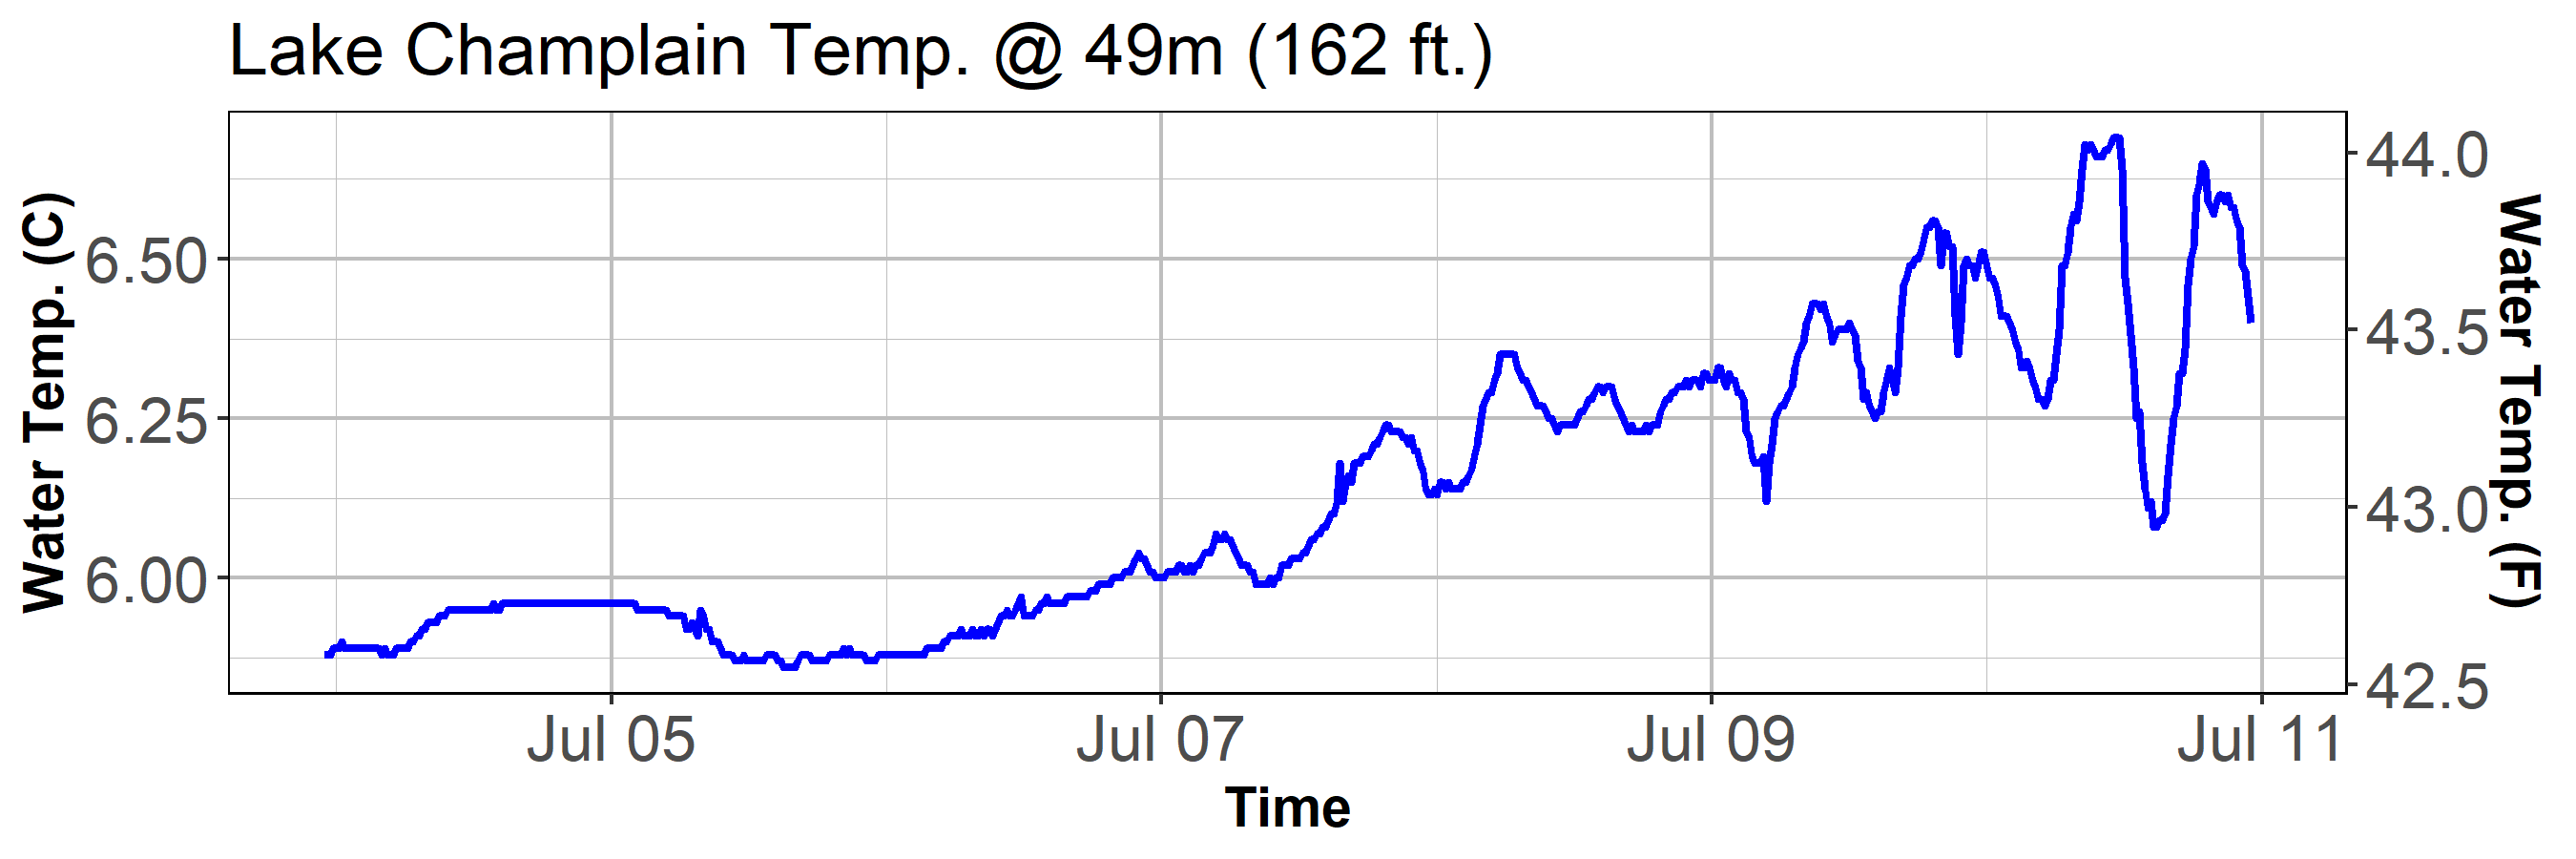 Lake Champlain Temp. @ 49m (162 ft.)
Water Temp. (C)
6.50
6.25
6.00
44.0
43.5
43.0
42.5
Water Temp. (F)
Jul 05
Jul 07
Jul 09
Jul 11
Time